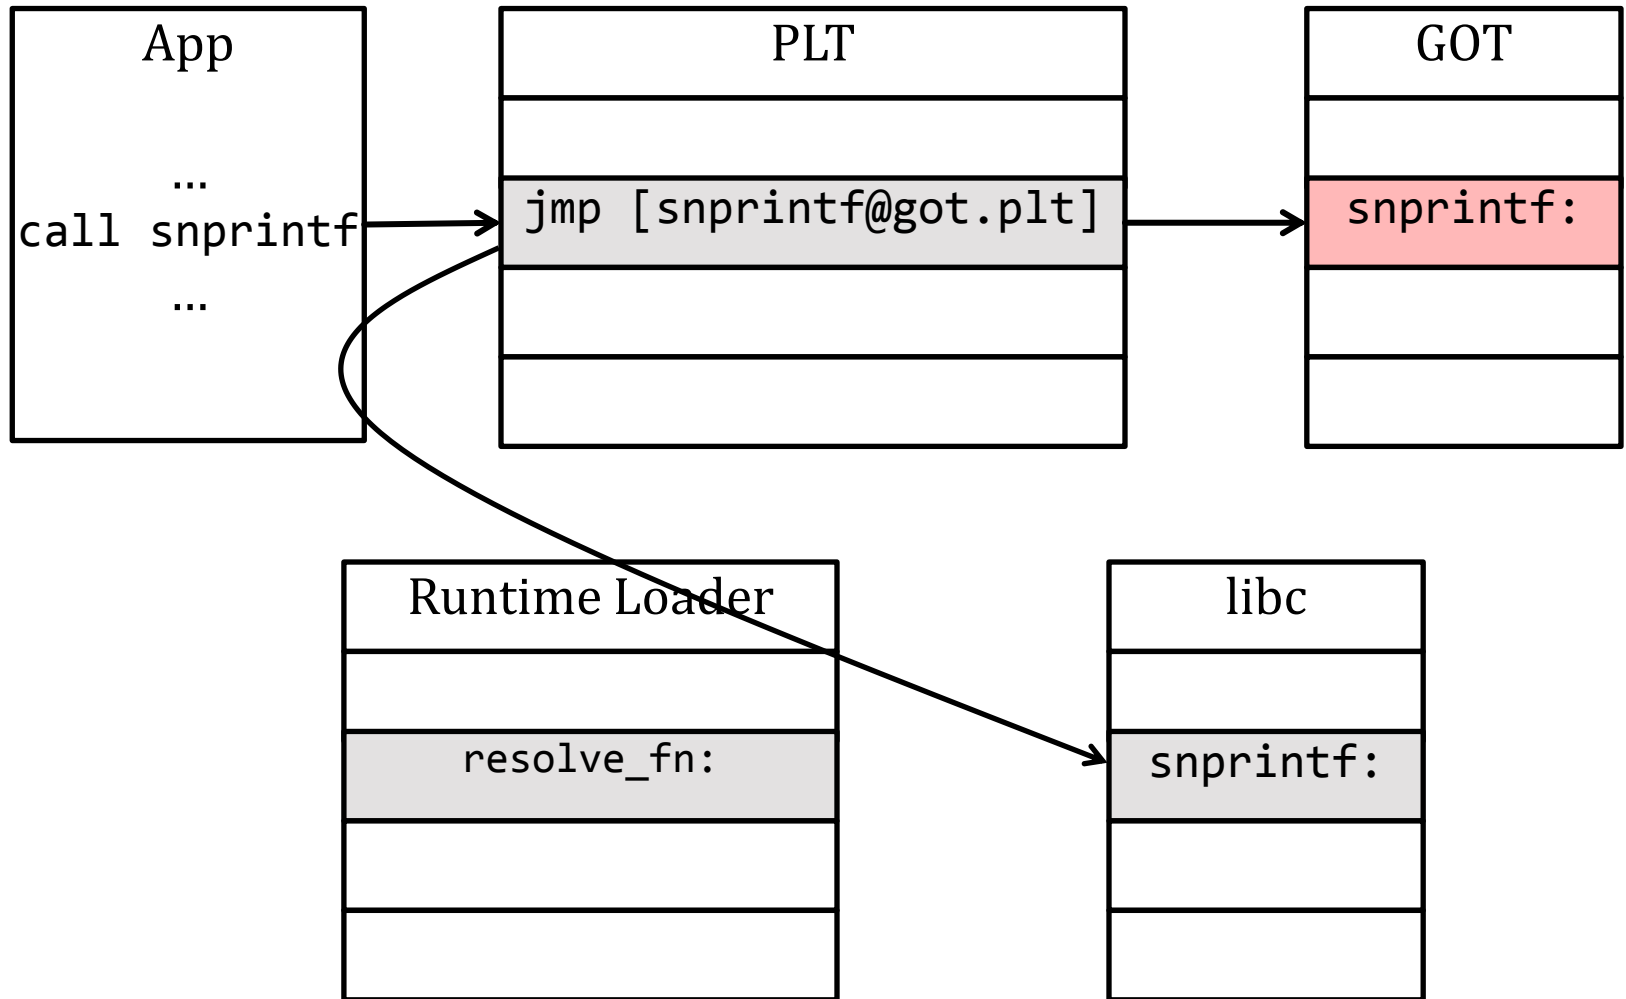 App
...
call snprintf
...
PLT
jmp [snprintf@got.plt]
GOT
snprintf:
Runtime Loader
resolve_fn:
libc
snprintf: